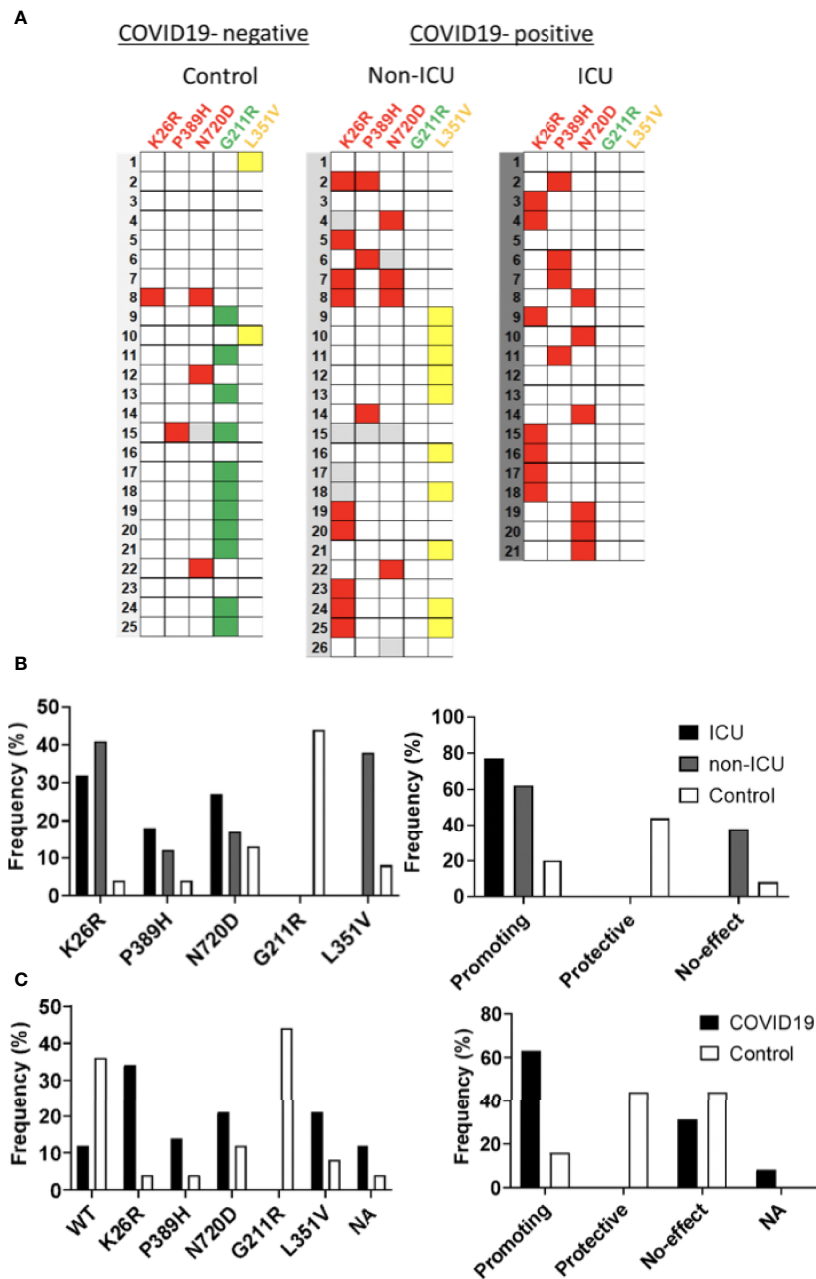 A
COVID19- negative
COVID19- positive
Control
Non-ICU
ICU
K26R P389H N720D G211R L351V
K26R P389H N720D G211R L351V
K26R P389H N720D G211R L351V
1 1 1
2 2 2
3 3 3
4 4 4
5 5 5
6 6 6
7 7 7
8 8 8
9 9 9
10 10 10
11 11 11
12 12 12
13 13 13
14 14 14
15 15 15
16 16 16
17 17 17
18 18 18
19 19 19
20 20 20
21 21 21
22 22
23 23
24 24
25 25
26
B
Frequency (%)
50
40
30
20
10
0
K26R P389H N720D G211R L351V
Frequency (%)
100
80
60
40
20
0
Promoting Protective No-effect
ICU
non-ICU
Control
C
Frequency (%)
50
40
30
20
10
0
WT K26R P389H N720D G211R L351V NA
Frequency (%)
60
40
20
0
Promoting Protective No-effect NA
COVID19
Control